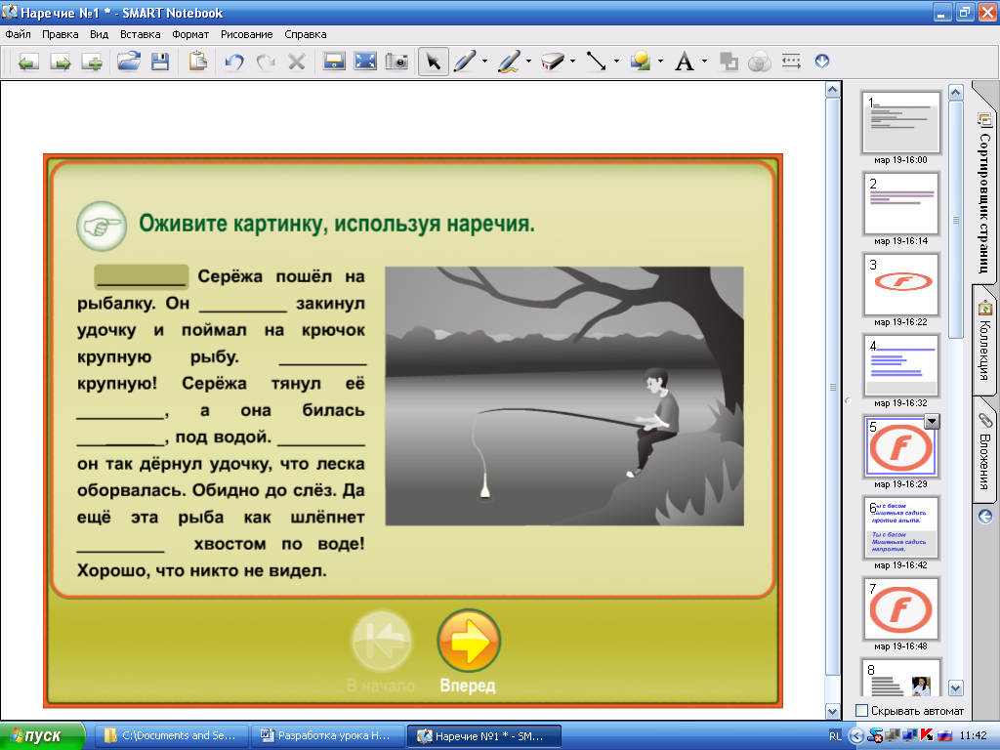 Наречие №1 * - SMART Notebook
Файл Правка Вид Вставка Формат Рисование Справка
Оживите картинку, используя наречия.
_________ Серёжа пошёл на
рыбалку. Он _________ закинул
удочку и поймал на крючок
крупную рыбу. _________
крупную! Серёжа тянул её
_________, а она билась
_________, под водой. _________
он так дёрнул удочку, что леска
оборвалась. Обидно до слёз. Да
ещё эта рыба как шлёпнет
_________ хвостом по воде!
Хорошо, что никто не видел.
В начало
Вперед
1
мар 19-16:00
2
мар 19-16:14
3
мар 19-16:22
4
мар 19-16:32
5
мар 19-16:29
6
Ты с басом
Мишенька садись
против альта.
Ты с басом
Мишенька садись
напротив.
мар 19-16:42
7
мар 19-16:48
8
Скрывать автомат
Сортировщик страниц
Коллекция
Вложения
пуск
C:\Documents and Se...
Разработка урока Н...
Наречие №1 * - SM...
RL
11:42